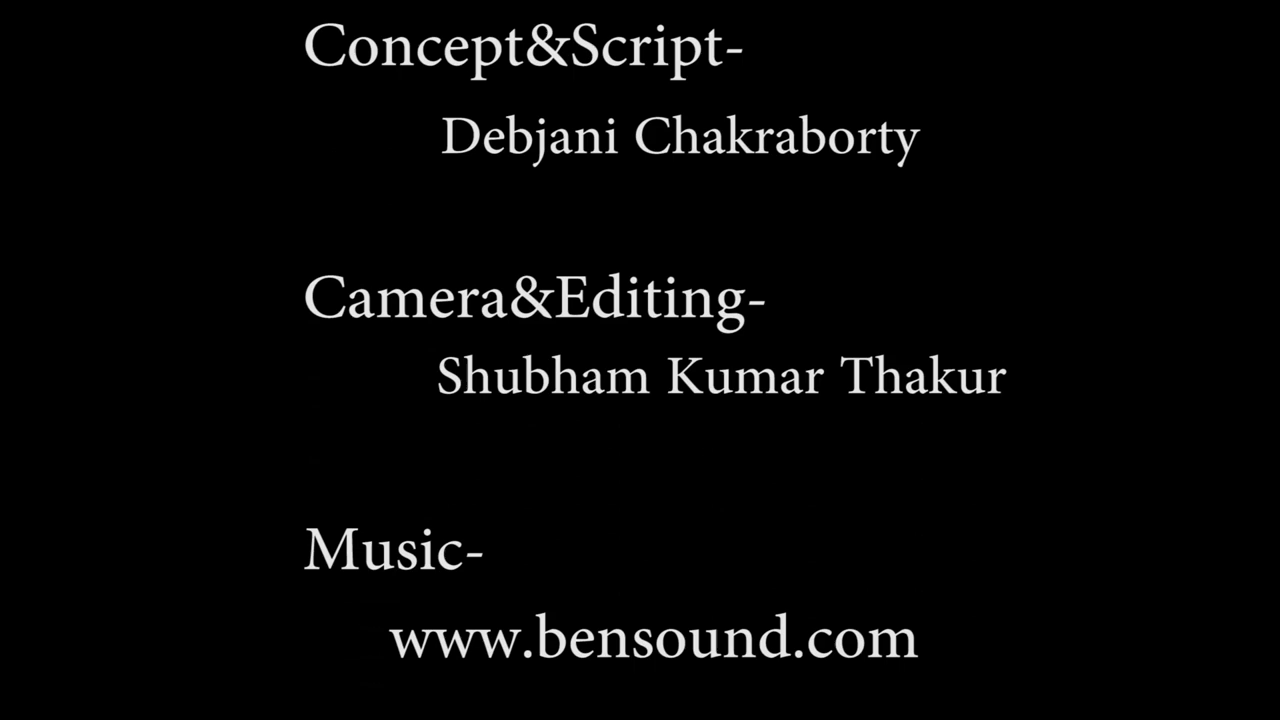 Concept&Script-
Debjani Chakraborty
Camera&Editing-
Shubham Kumar Thakur
Music-
www.bensound.com